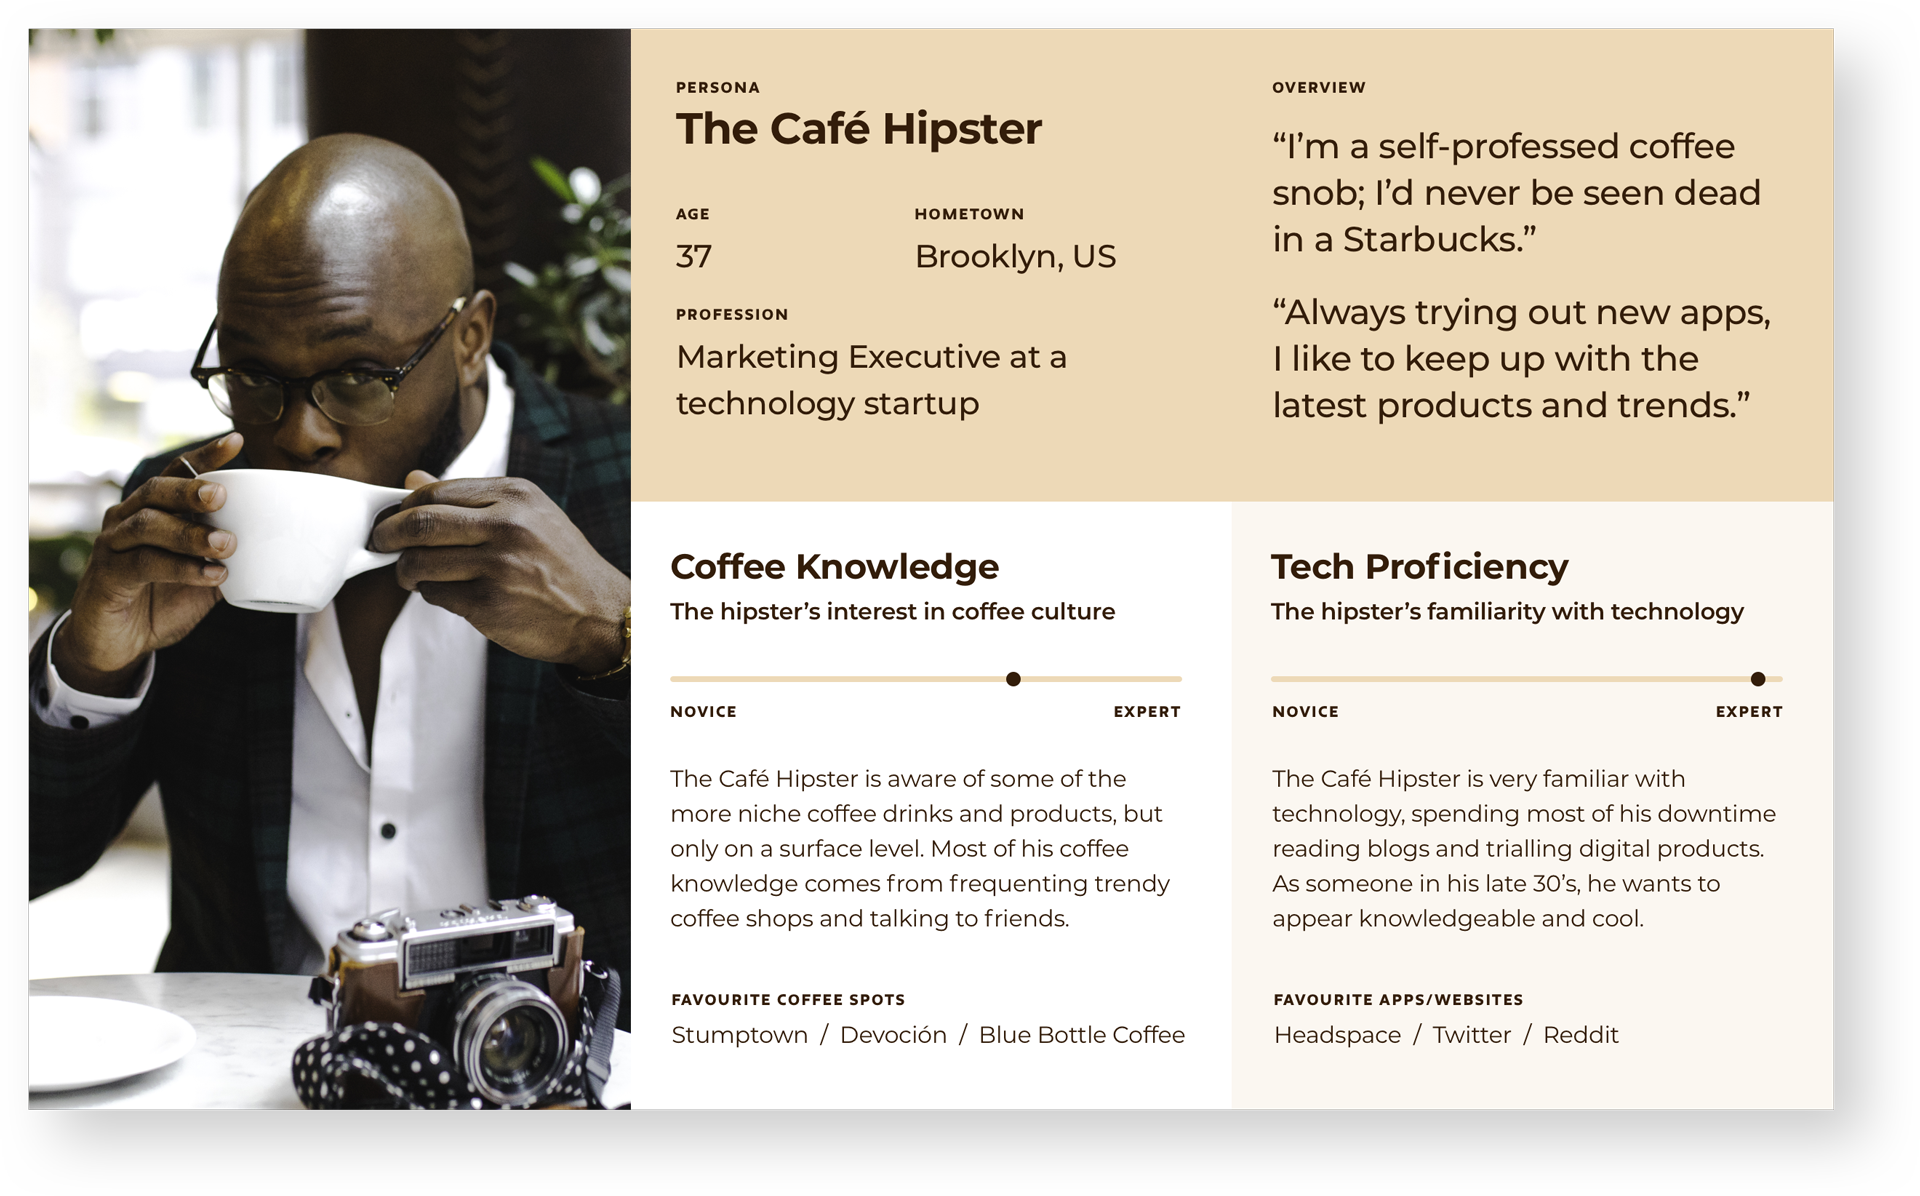 PERSONA
The Café Hipster
AGE
37
HOMETOWN
Brooklyn, US
PROFESSION
Marketing Executive at a
technology startup
OVERVIEW
“I’m a self-professed coffee
snob; I’d never be seen dead
in a Starbucks.”
“Always trying out new apps,
I like to keep up with the
latest products and trends.”
Coffee Knowledge
The hipster’s interest in coffee culture
NOVICE
EXPERT
The Café Hipster is aware of some of the
more niche coffee drinks and products, but
only on a surface level. Most of his coffee
knowledge comes from frequenting trendy
coffee shops and talking to friends.
FAVOURITE COFFEE SPOTS
Stumptown / Devoción / Blue Bottle Coffee
Tech Proficiency
The hipster’s familiarity with technology
NOVICE
EXPERT
The Café Hipster is very familiar with
technology, spending most of his downtime
reading blogs and trialling digital products.
As someone in his late 30’s, he wants to
appear knowledgeable and cool.
FAVOURITE APPS/WEBSITES
Headspace / Twitter / Reddit